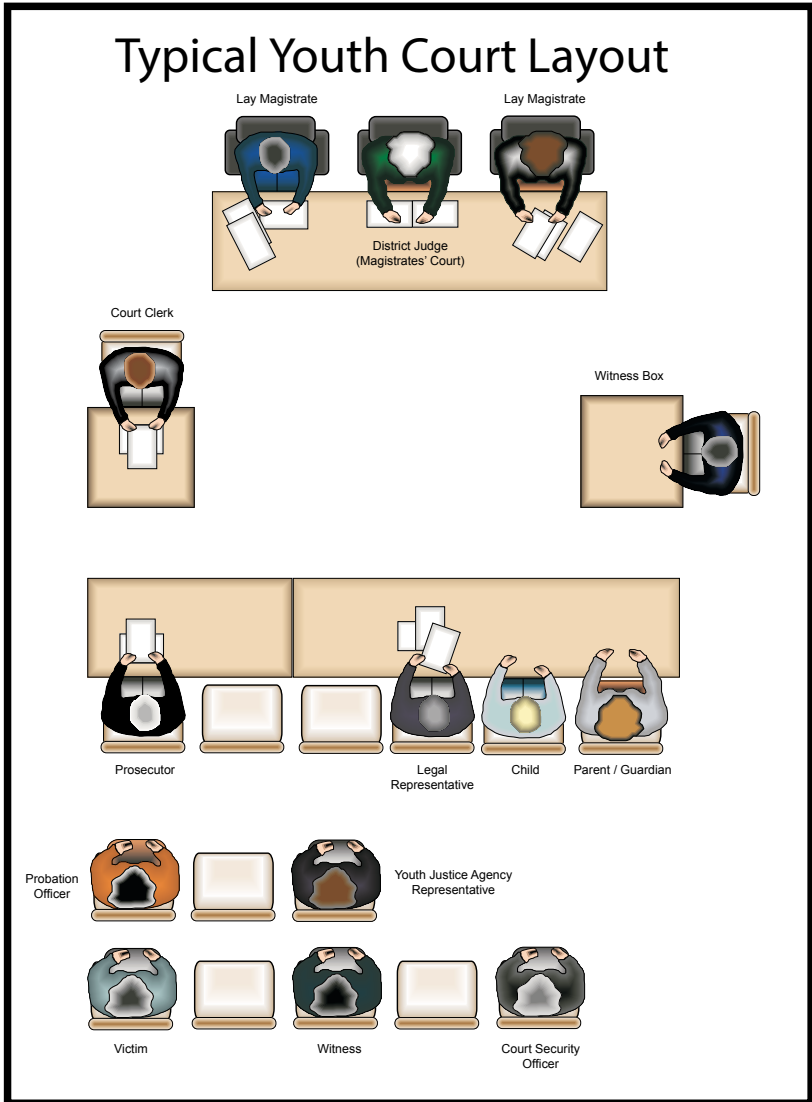 Typical Youth Court Layout
Lay Magistrate
Lay Magistrate
District Judge
(Magistrates' Court)
Court Clerk
Witness Box
Prosecutor
Legal
Representative
Child
Parent / Guardian
Probation
Officer
Youth Justice Agency
Representative
Victim
Witness
Court Security
Officer